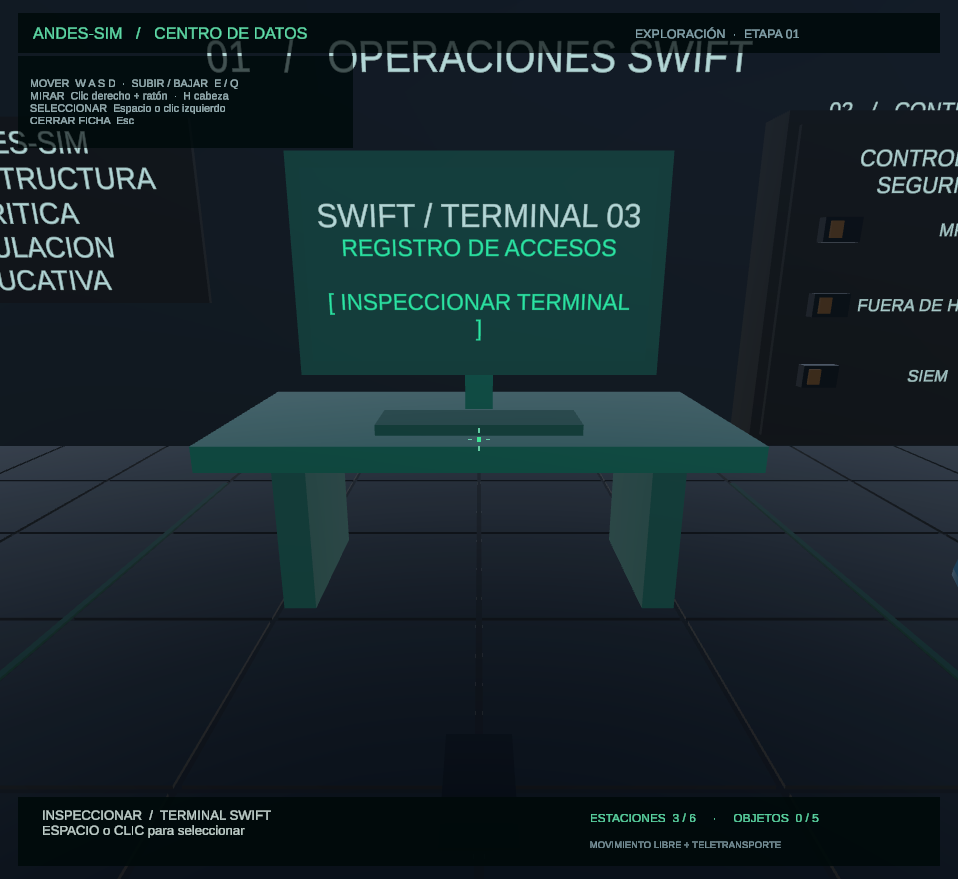 ANDES-SIM / CENTRO DE DATOS
EXPLORACIÓN · ETAPA 01
01 / OPERACIONES SWIFT
MOVER W A S D · SUBIR / BAJAR E / Q
MIRAR Clic derecho + ratón · H cabeza
SELECCIONAR Espacio o clic izquierdo
CERRAR FICHA Esc
ES-SIM
TRUCTURA
RITICA
ULACION
UCATIVA
SWIFT / TERMINAL 03
REGISTRO DE ACCESOS
[ INSPECCIONAR TERMINAL
]
02 / CONT
CONTRO
SEGURI
MF
FUERA DE H
SIEM
INSPECCIONAR / TERMINAL SWIFT
ESPACIO o CLIC para seleccionar
ESTACIONES 3 / 6 · OBJETOS 0 / 5
MOVIMIENTO LIBRE + TELETRANSPORTE